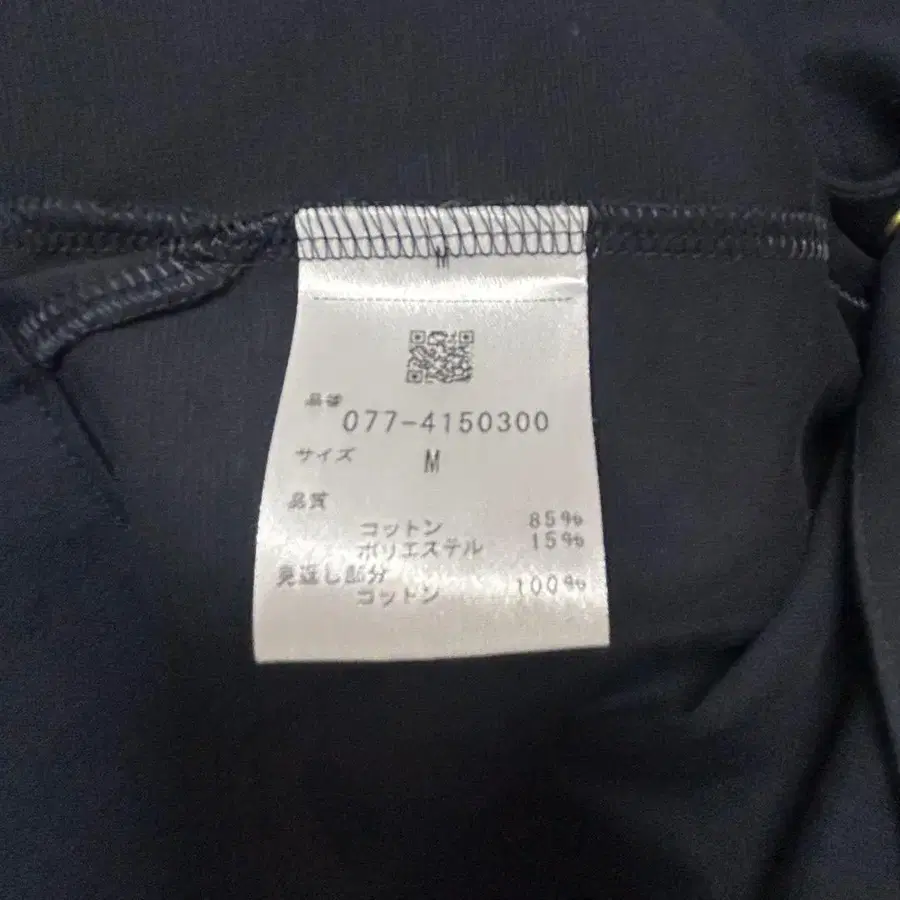 M
品番
077-4150300
サイズ M
品質
コットン 85%
ポリエステル 15%
見返し部分
コットン 100%